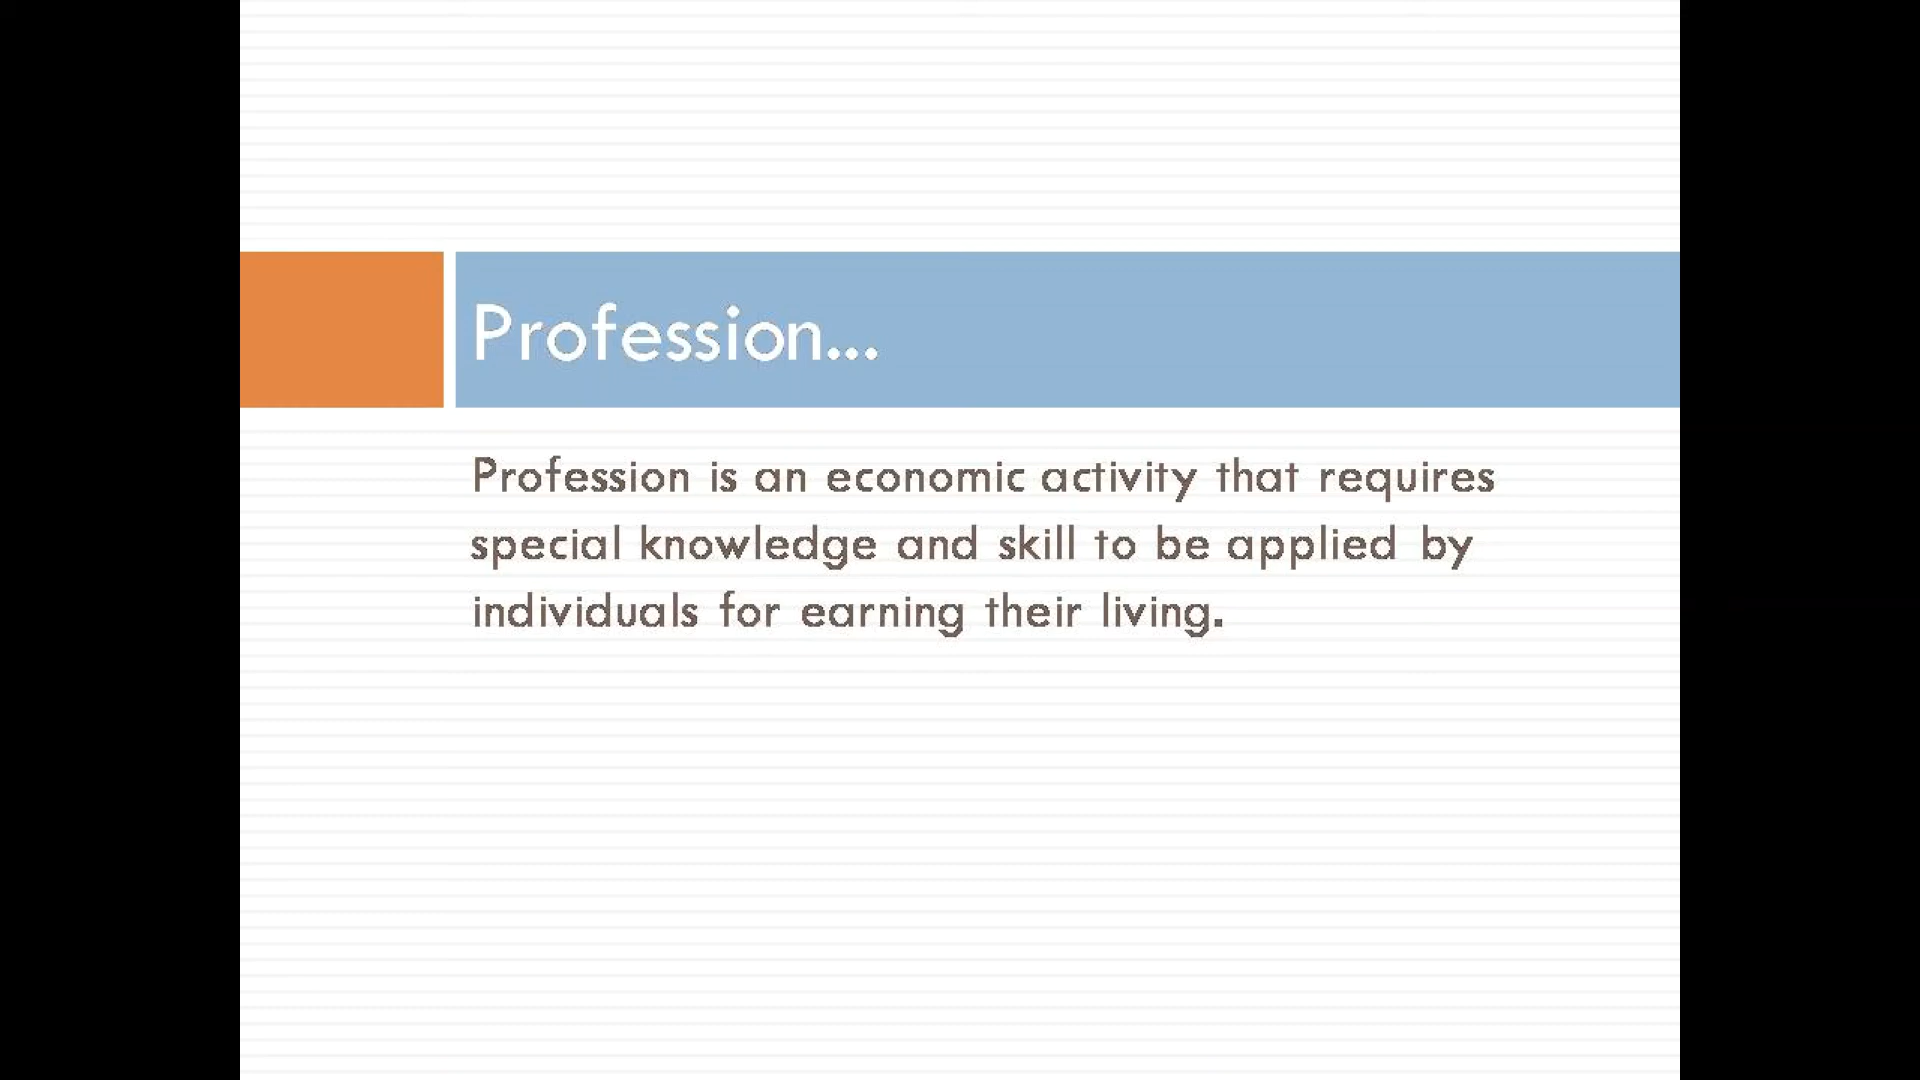 Profession...
Profession is an economic activity that requires
special knowledge and skill to be applied by
individuals for earning their living.